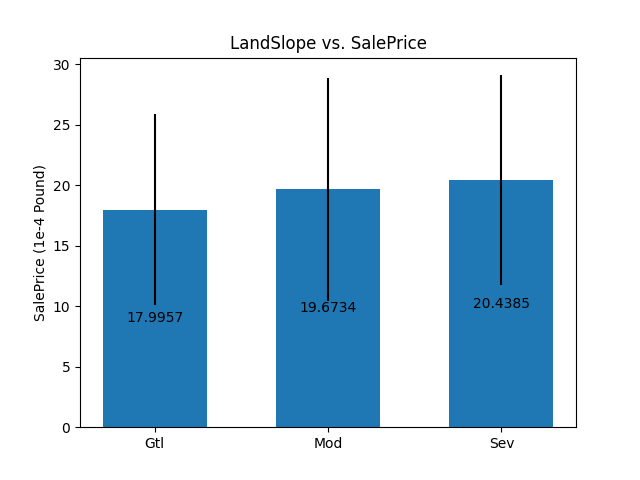 LandSlope vs. SalePrice
SalePrice (1e-4 Pound)
30
25
20
15
10
5
0
17.9957
19.6734
20.4385
Gtl
Mod
Sev